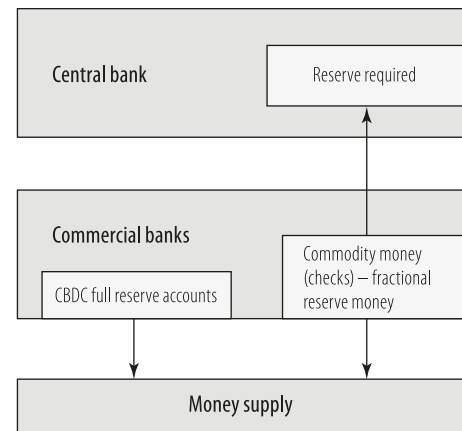 Central bank
Reserve required
Commercial banks
CBDC full reserve accounts
Commodity money
(checks) – fractional
reserve money
Money supply